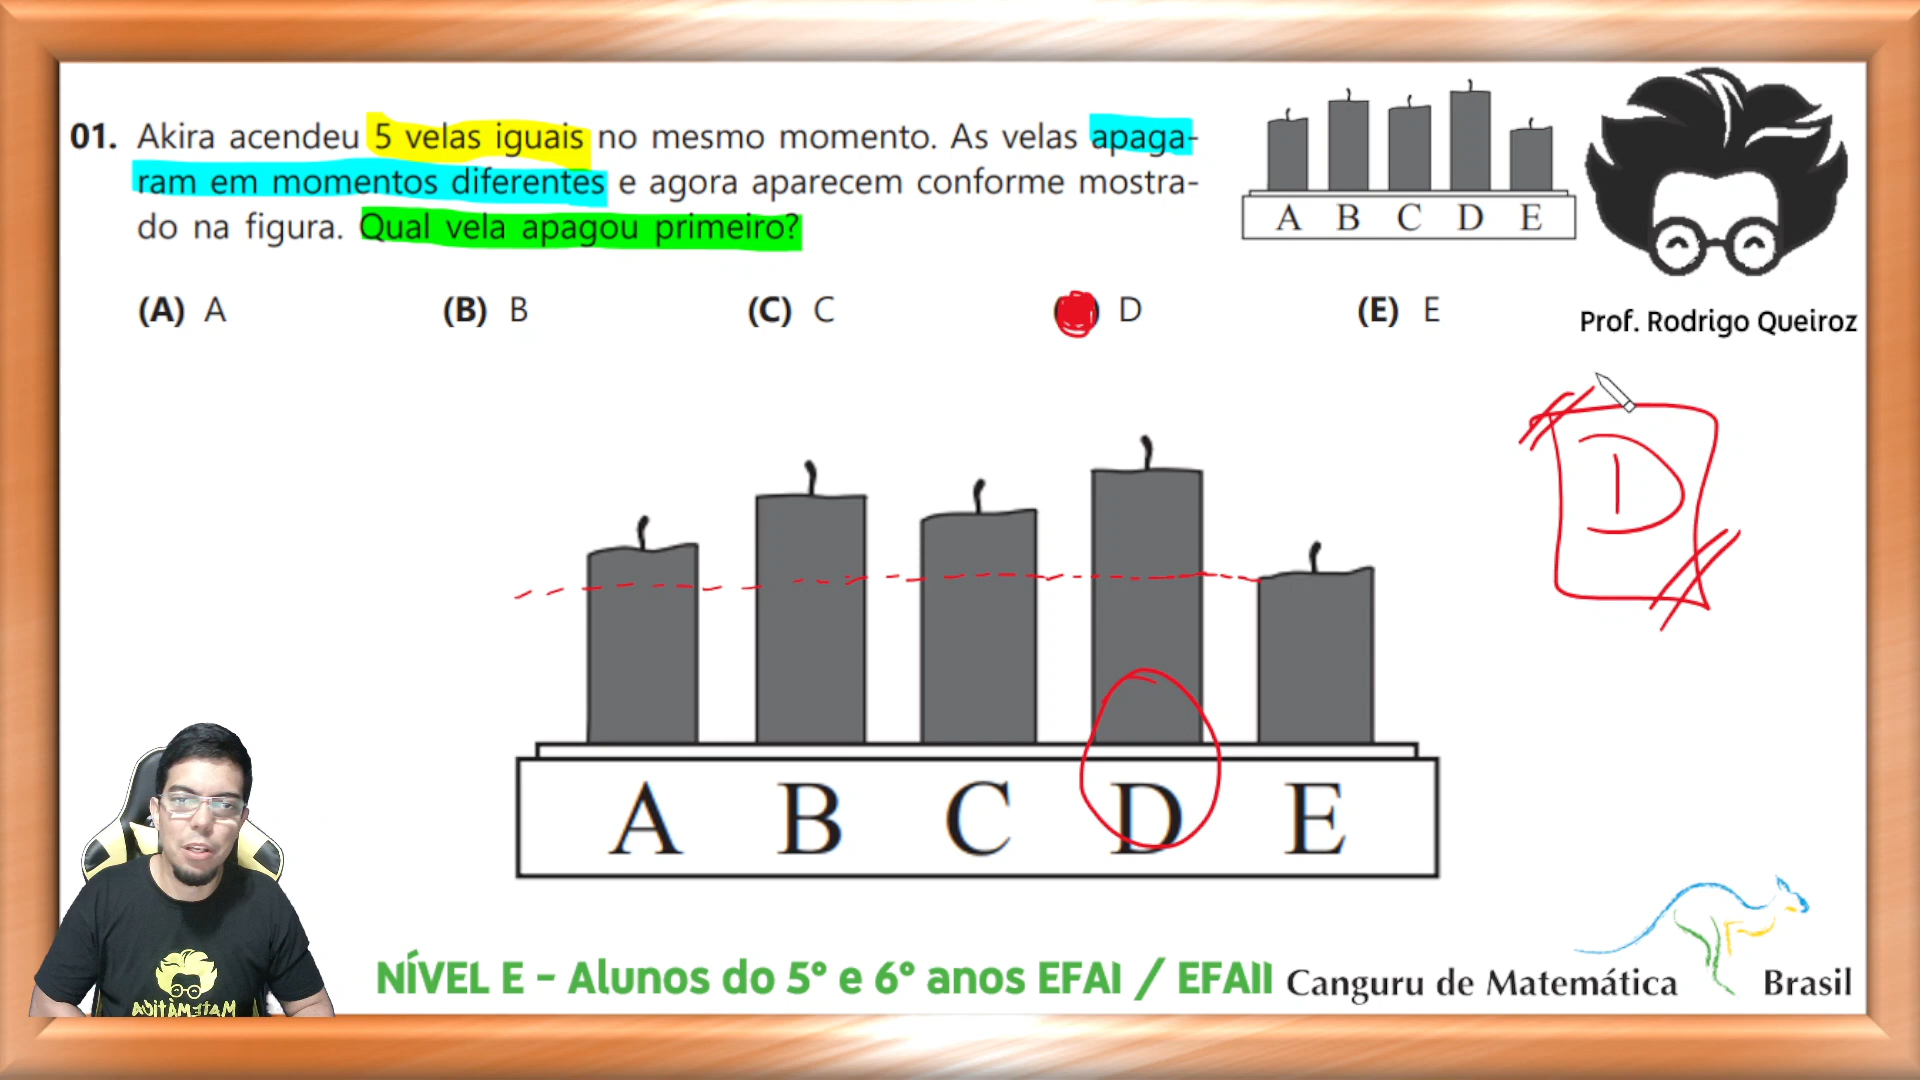 01. Akira acendeu 5 velas iguais no mesmo momento. As velas apaga-
ram em momentos diferentes e agora aparecem conforme mostra-
do na figura. Qual vela apagou primeiro?
A B C D E
(A) A (B) B (C) C D (E) E
Prof. Rodrigo Queiroz
D
A B C D E
MATEMÁTICA
NÍVEL E - Alunos do 5° e 6° anos EFAI / EFAII
Canguru de Matemática Brasil